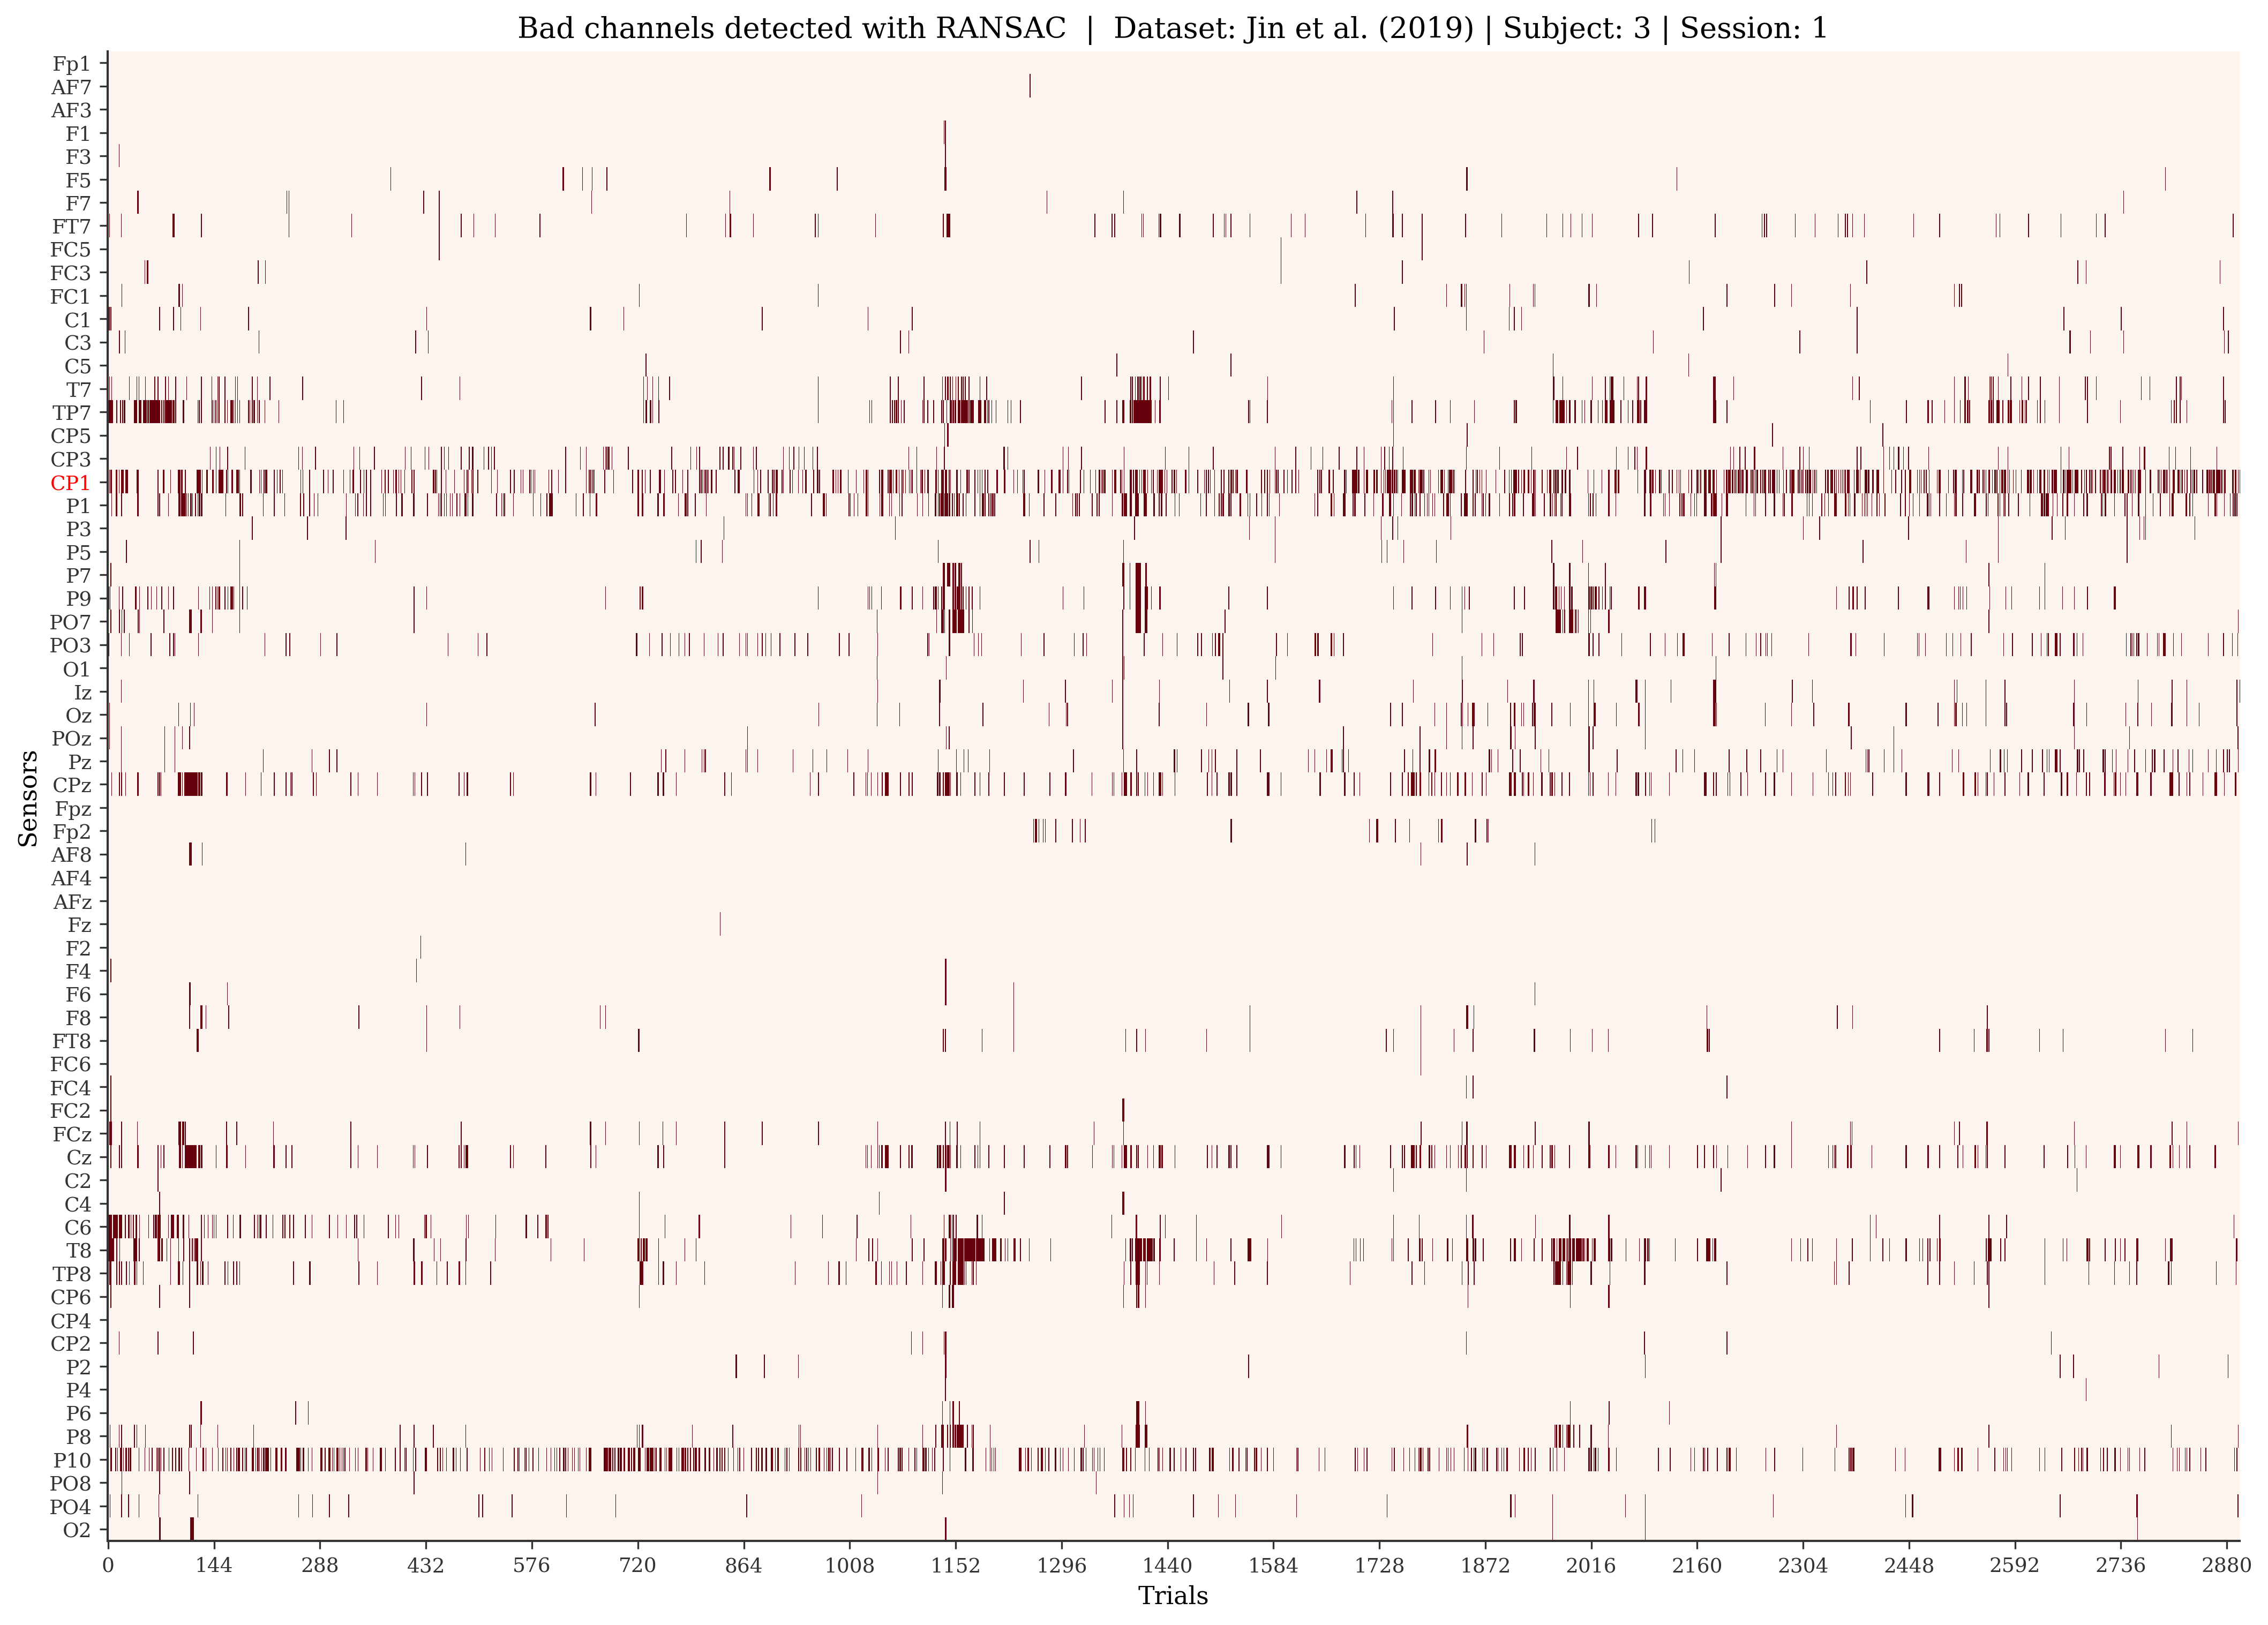 Bad channels detected with RANSAC | Dataset: Jin et al. (2019) | Subject: 3 | Session: 1
Sensors
Fp1
AF7
AF3
F1
F3
F5
F7
FT7
FC5
FC3
FC1
C1
C3
C5
T7
TP7
CP5
CP3
CP1
P1
P3
P5
P7
P9
PO7
PO3
O1
Iz
Oz
POz
Pz
CPz
Fpz
Fp2
AF8
AF4
AFz
Fz
F2
F4
F6
F8
FT8
FC6
FC4
FC2
FCz
Cz
C2
C4
C6
T8
TP8
CP6
CP4
CP2
P2
P4
P6
P8
P10
PO8
PO4
O2
0 144 288 432 576 720 864 1008 1152 1296 1440 1584 1728 1872 2016 2160 2304 2448 2592 2736 2880
Trials